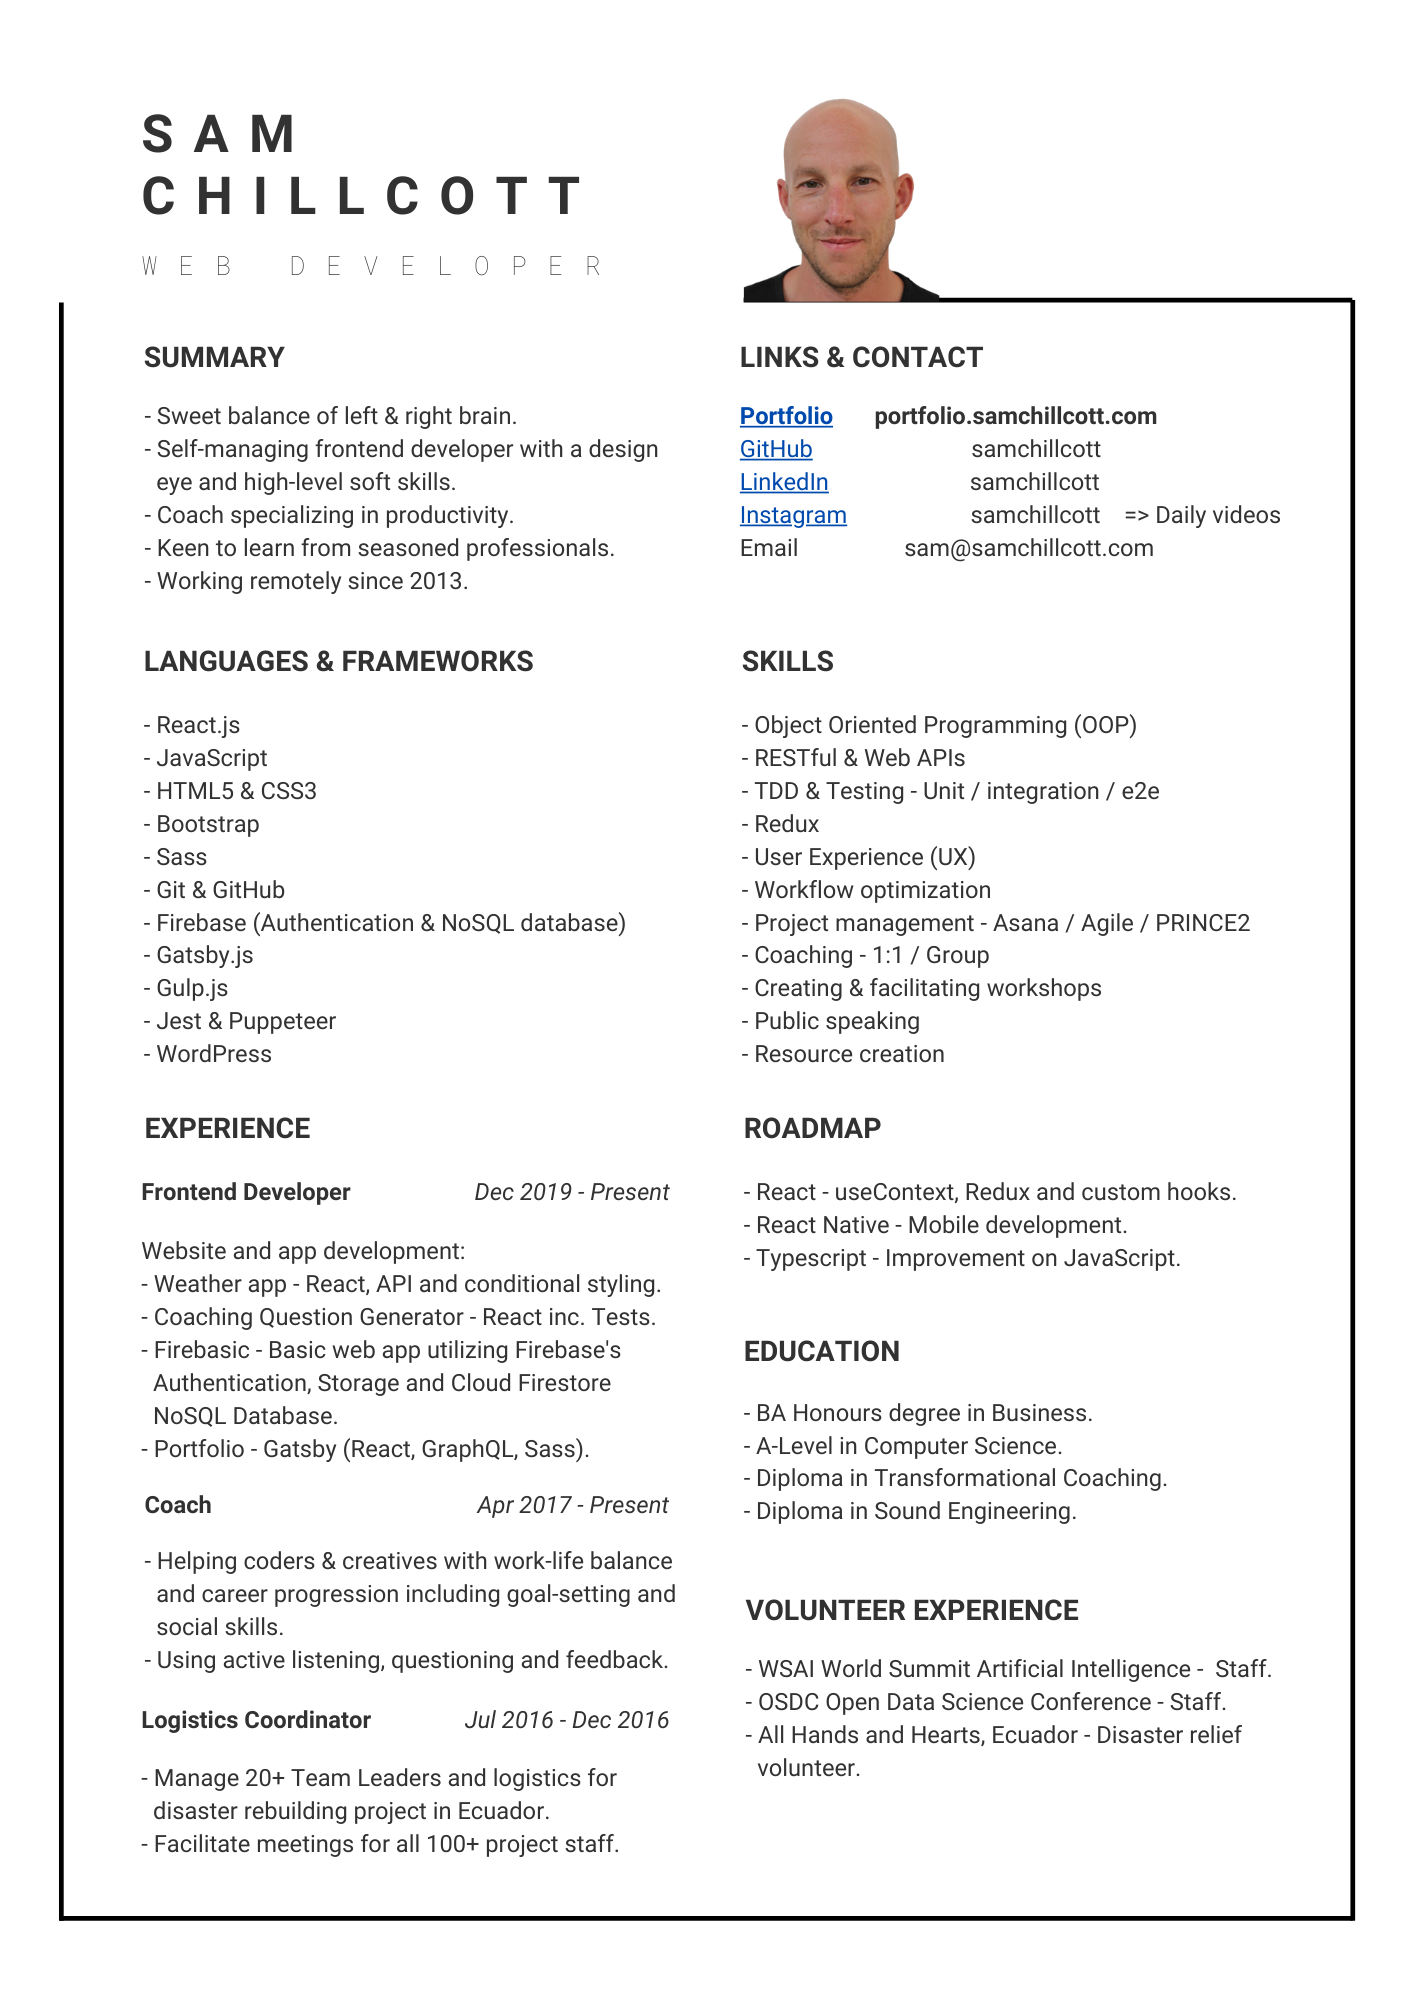 SAM
CHILLCOTT
WEB DEVELOPER
SUMMARY
- Sweet balance of left & right brain.
- Self-managing frontend developer with a design
eye and high-level soft skills.
- Coach specializing in productivity.
- Keen to learn from seasoned professionals.
- Working remotely since 2013.
LINKS & CONTACT
Portfolio portfolio.samchillcott.com
GitHub samchillcott
LinkedIn samchillcott
Instagram samchillcott => Daily videos
Email sam@samchillcott.com
LANGUAGES & FRAMEWORKS
- React.js
- JavaScript
- HTML5 & CSS3
- Bootstrap
- Sass
- Git & GitHub
- Firebase (Authentication & NoSQL database)
- Gatsby.js
- Gulp.js
- Jest & Puppeteer
- WordPress
SKILLS
- Object Oriented Programming (OOP)
- RESTful & Web APIs
- TDD & Testing - Unit / integration / e2e
- Redux
- User Experience (UX)
- Workflow optimization
- Project management - Asana / Agile / PRINCE2
- Coaching - 1:1 / Group
- Creating & facilitating workshops
- Public speaking
- Resource creation
EXPERIENCE
Frontend Developer Dec 2019 - Present
Website and app development:
- Weather app - React, API and conditional styling.
- Coaching Question Generator - React inc. Tests.
- Firebasic - Basic web app utilizing Firebase's
Authentication, Storage and Cloud Firestore
NoSQL Database.
- Portfolio - Gatsby (React, GraphQL, Sass).
Coach Apr 2017 - Present
- Helping coders & creatives with work-life balance
and career progression including goal-setting and
social skills.
- Using active listening, questioning and feedback.
Logistics Coordinator Jul 2016 - Dec 2016
- Manage 20+ Team Leaders and logistics for
disaster rebuilding project in Ecuador.
- Facilitate meetings for all 100+ project staff.
ROADMAP
- React - useContext, Redux and custom hooks.
- React Native - Mobile development.
- Typescript - Improvement on JavaScript.
EDUCATION
- BA Honours degree in Business.
- A-Level in Computer Science.
- Diploma in Transformational Coaching.
- Diploma in Sound Engineering.
VOLUNTEER EXPERIENCE
- WSAI World Summit Artificial Intelligence - Staff.
- OSDC Open Data Science Conference - Staff.
- All Hands and Hearts, Ecuador - Disaster relief
volunteer.